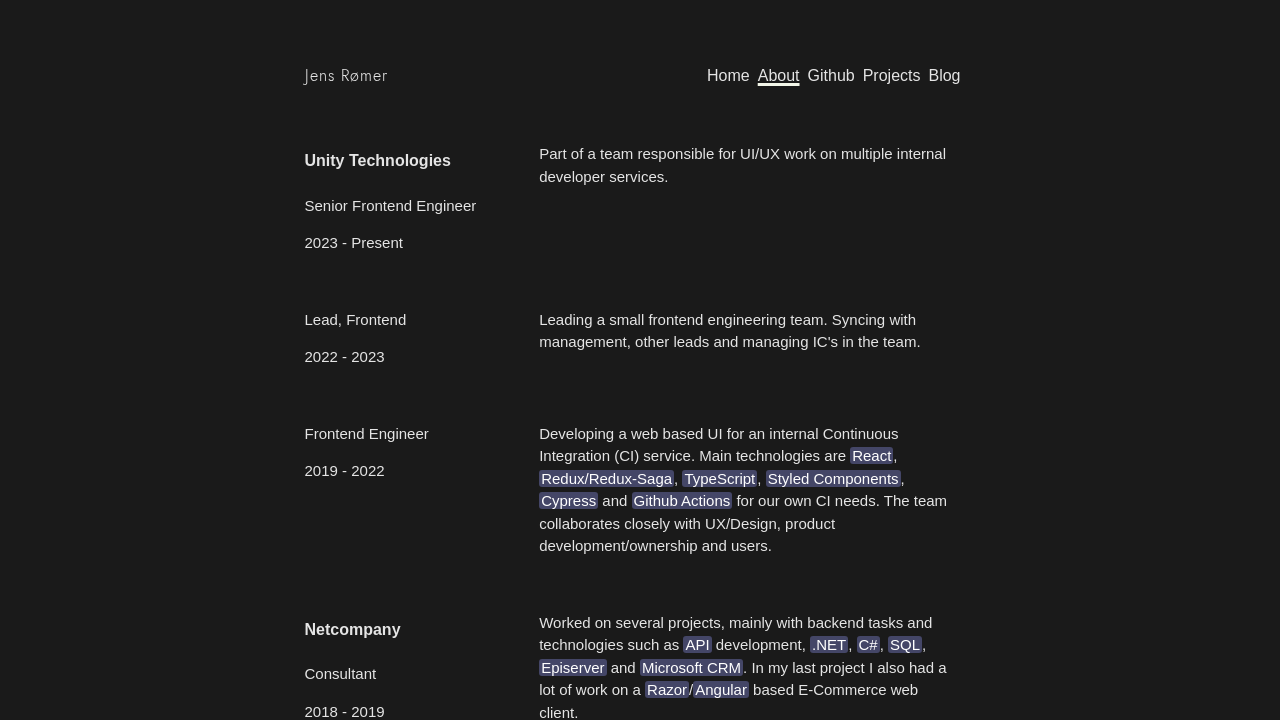 Jens Rømer
Home About Github Projects Blog
Unity Technologies
Senior Frontend Engineer
2023 - Present
Part of a team responsible for UI/UX work on multiple internal
developer services.
Lead, Frontend
2022 - 2023
Leading a small frontend engineering team. Syncing with
management, other leads and managing IC's in the team.
Frontend Engineer
2019 - 2022
Developing a web based UI for an internal Continuous
Integration (CI) service. Main technologies are React,
Redux/Redux-Saga, TypeScript, Styled Components,
Cypress and Github Actions for our own CI needs. The team
collaborates closely with UX/Design, product
development/ownership and users.
Netcompany
Consultant
2018 - 2019
Worked on several projects, mainly with backend tasks and
technologies such as API development, .NET, C#, SQL,
Episerver and Microsoft CRM. In my last project I also had a
lot of work on a Razor/Angular based E-Commerce web
client.